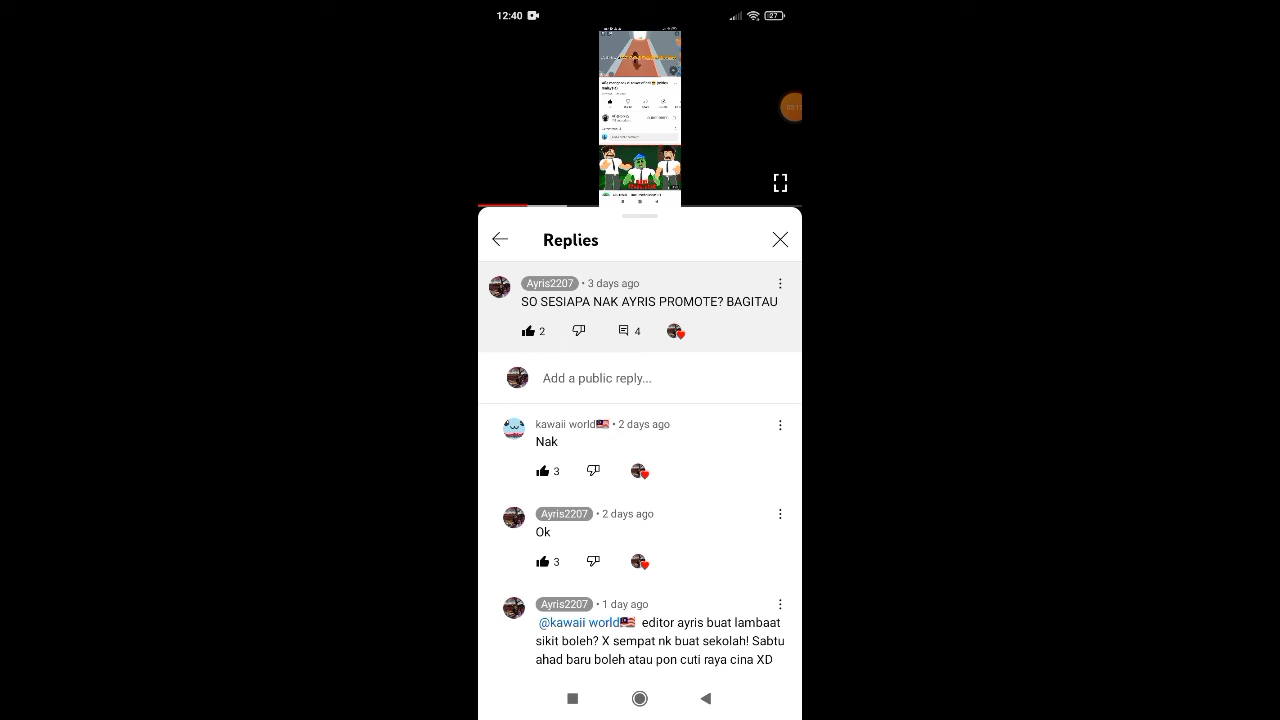 12:40
27
Replies
Ayris2207 • 3 days ago
SO SESIAPA NAK AYRIS PROMOTE? BAGITAU
2
4
Add a public reply...
kawaii world🇲🇾 • 2 days ago
Nak
3
Ayris2207 • 2 days ago
Ok
3
Ayris2207 • 1 day ago
@kawaii world🇲🇾 editor ayris buat lambaat
sikit boleh? X sempat nk buat sekolah! Sabtu
ahad baru boleh atau pon cuti raya cina XD